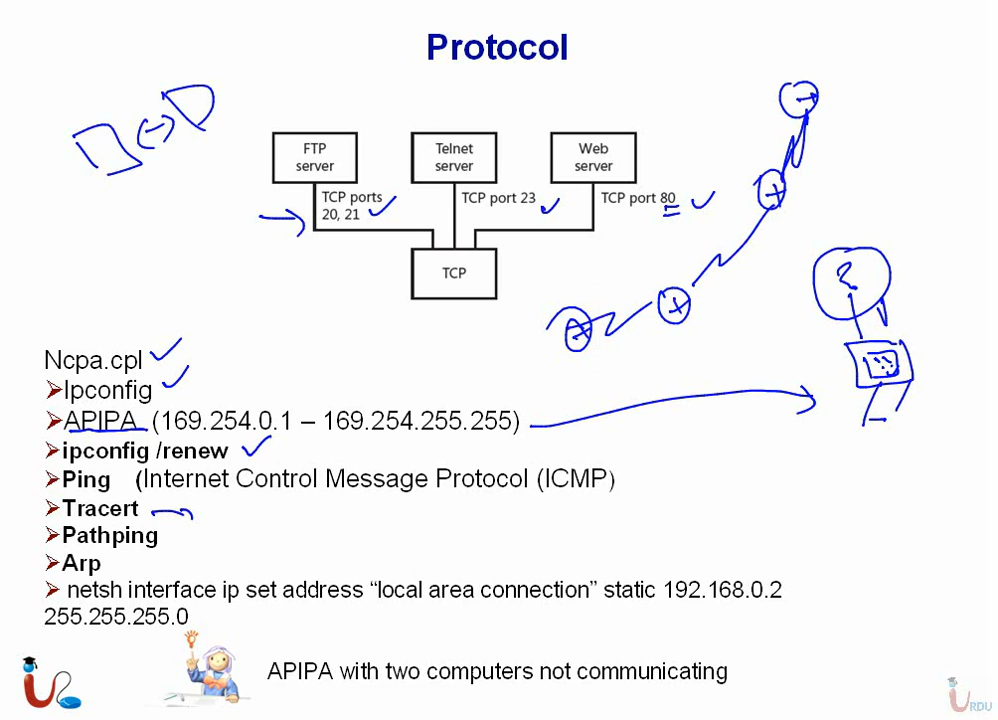 Protocol
FTP
server
Telnet
server
Web
server
TCP ports
20, 21
TCP port 23
TCP port 80
TCP
Ncpa.cpl
Ipconfig
APIPA (169.254.0.1 – 169.254.255.255)
ipconfig /renew
Ping (Internet Control Message Protocol (ICMP)
Tracert
Pathping
Arp
netsh interface ip set address “local area connection” static 192.168.0.2
255.255.255.0
APIPA with two computers not communicating
URDU